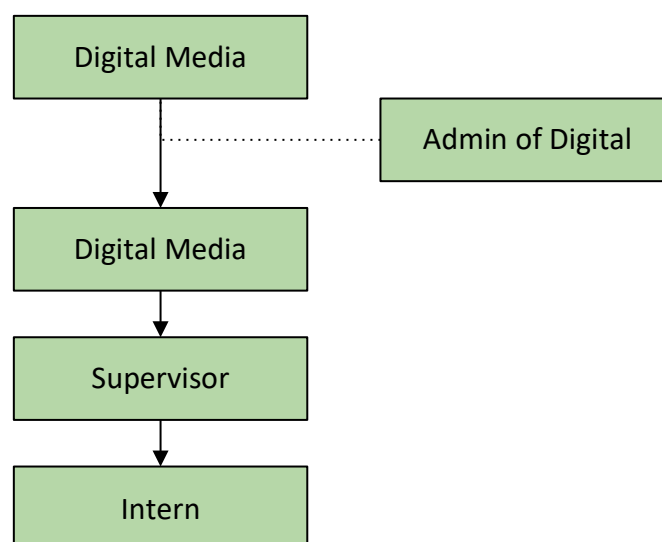 Digital Media
Admin of Digital
Digital Media
Supervisor
Intern